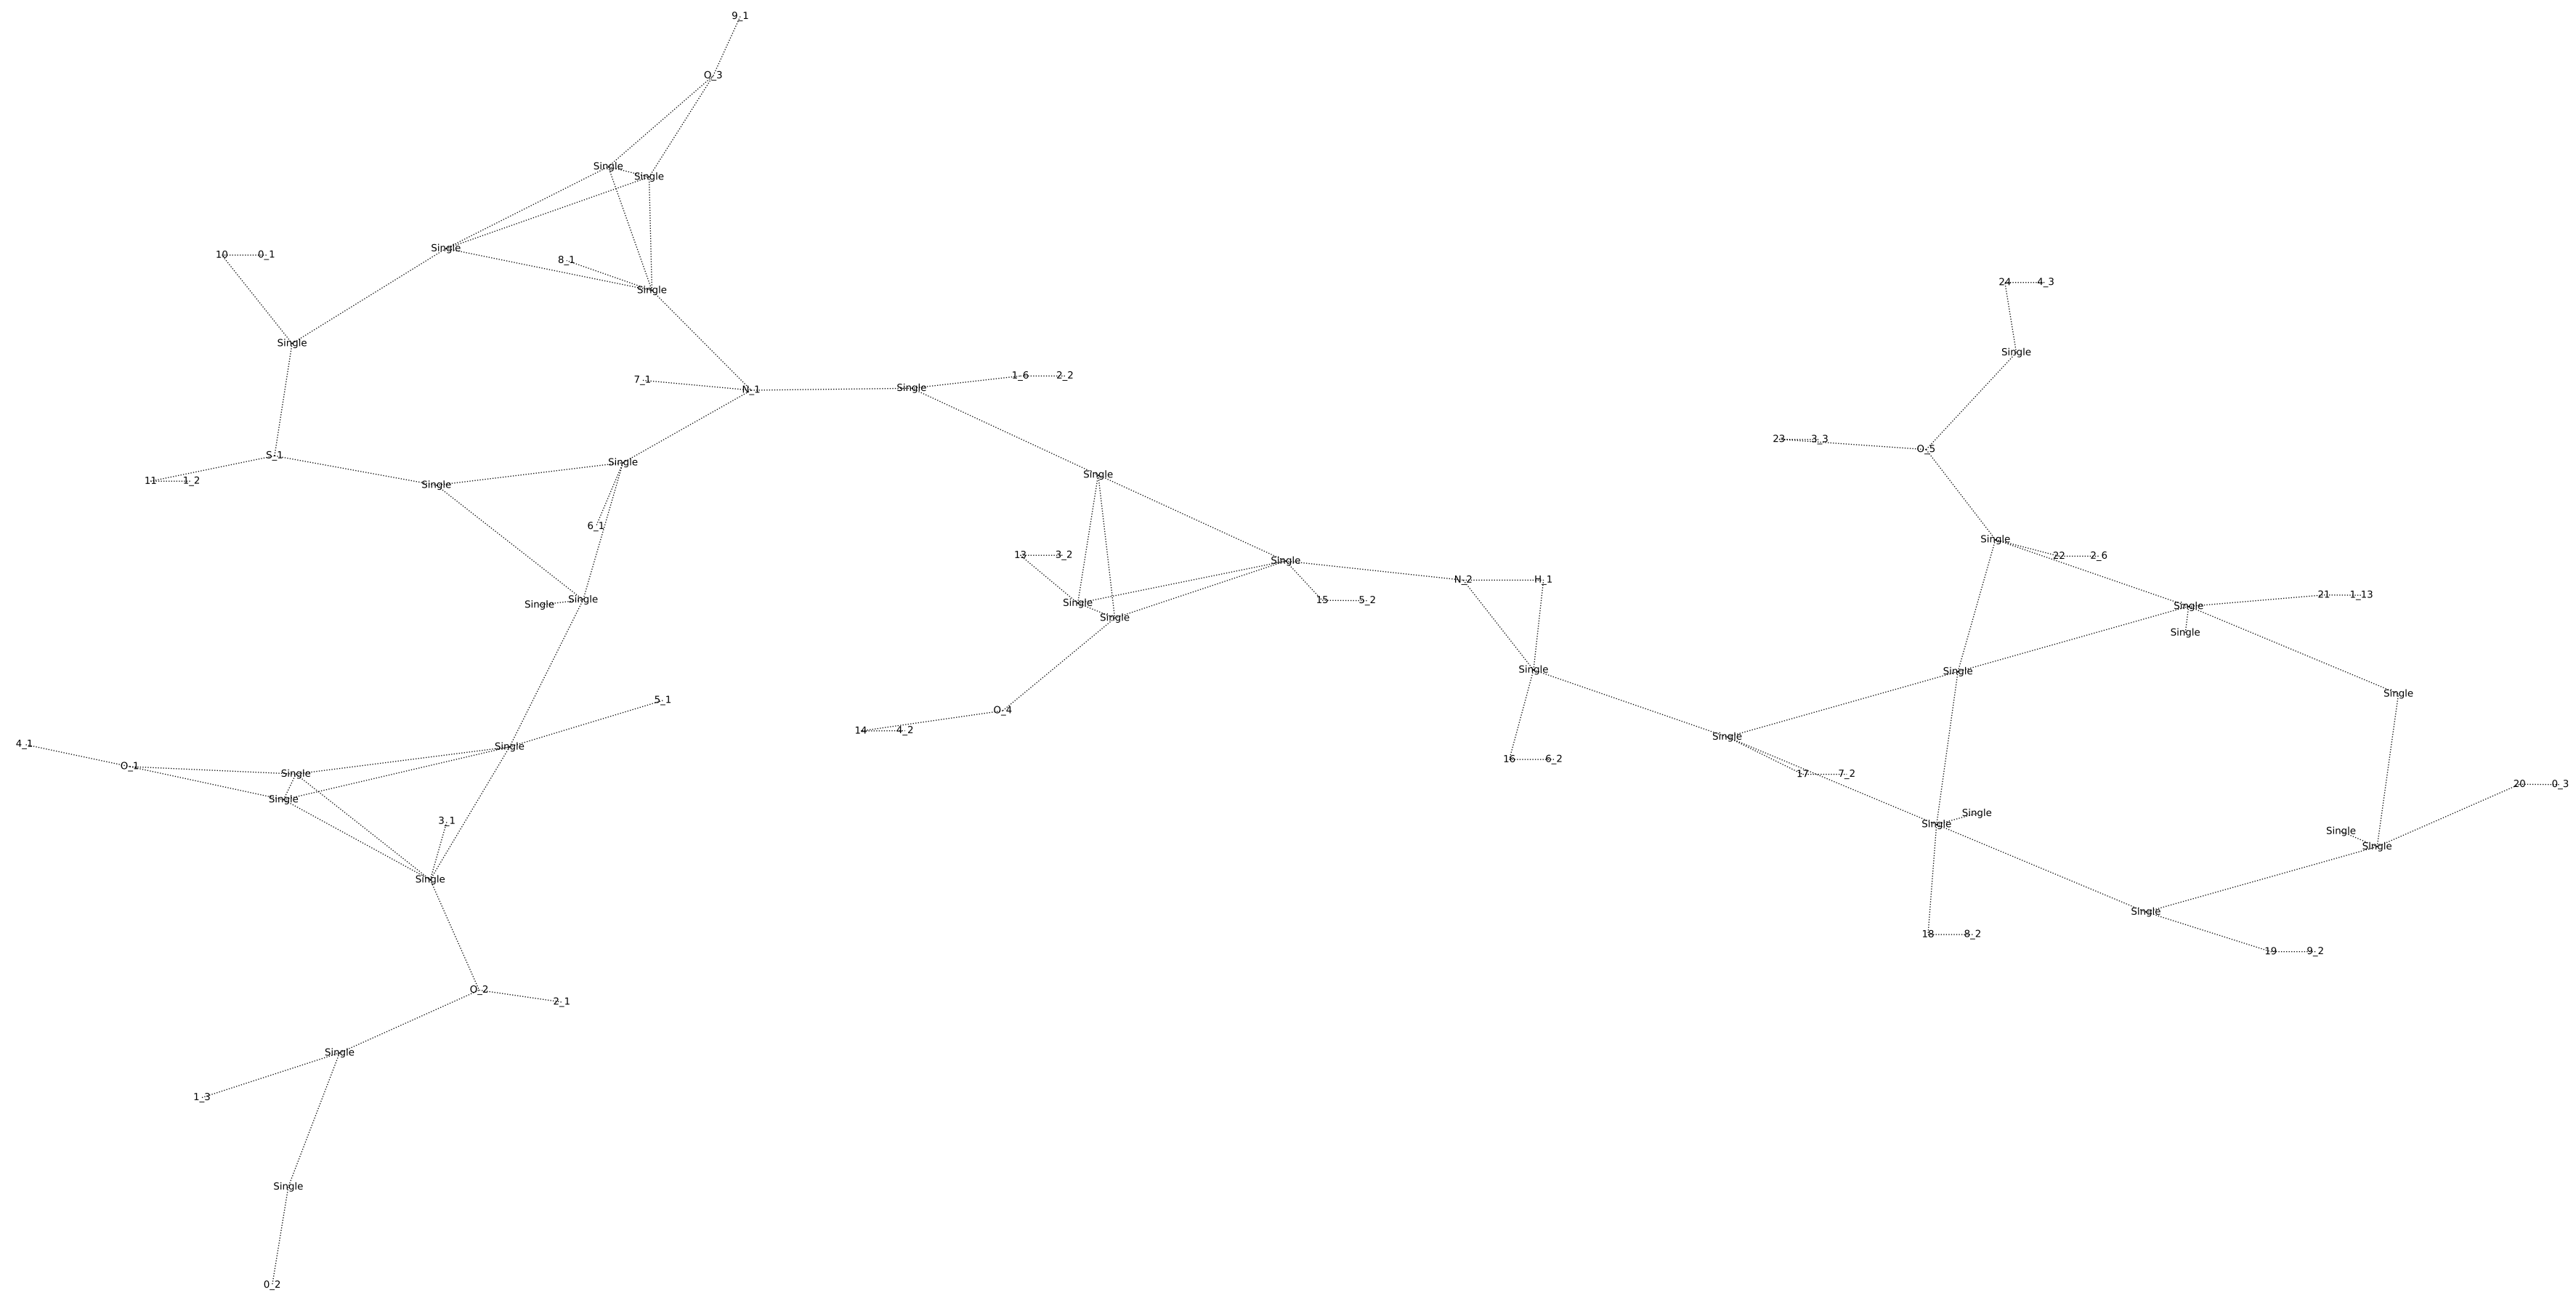 9_1
O_3
Single
Single
Single
10 0_1
8_1
24 4_3
Single
Single
Single
7_1
1_6 2_2
N_1
Single
23 3_3
O_5
S_1
Single
Single
11 1_2
Single
6_1
Single
13 3_2
22 2_6
Single
N_2 H_1
21 1_13
Single
Single
15 5_2
Single
Single
Single
Single
Single
Single
Single
5_1
Single
O_4
14 4_2
Single
4_1
Single
16 6_2
O_1
Single
17 7_2
20 0_3
Single
Single
3_1
Single
Single
Single
Single
Single
18 8_2
19 9_2
O_2
2_1
Single
1_3
Single
0_2